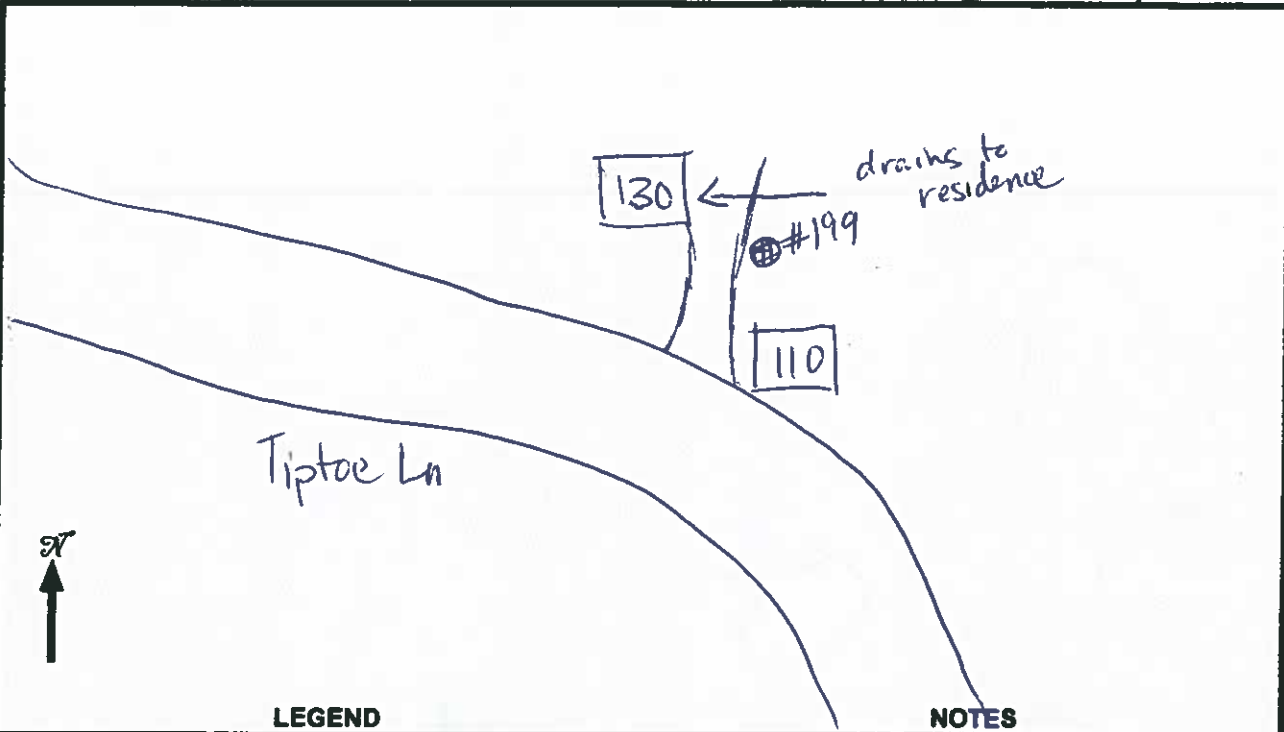 drains to
residence
130
#199
110
Tiptoe Ln
N
LEGEND
NOTES